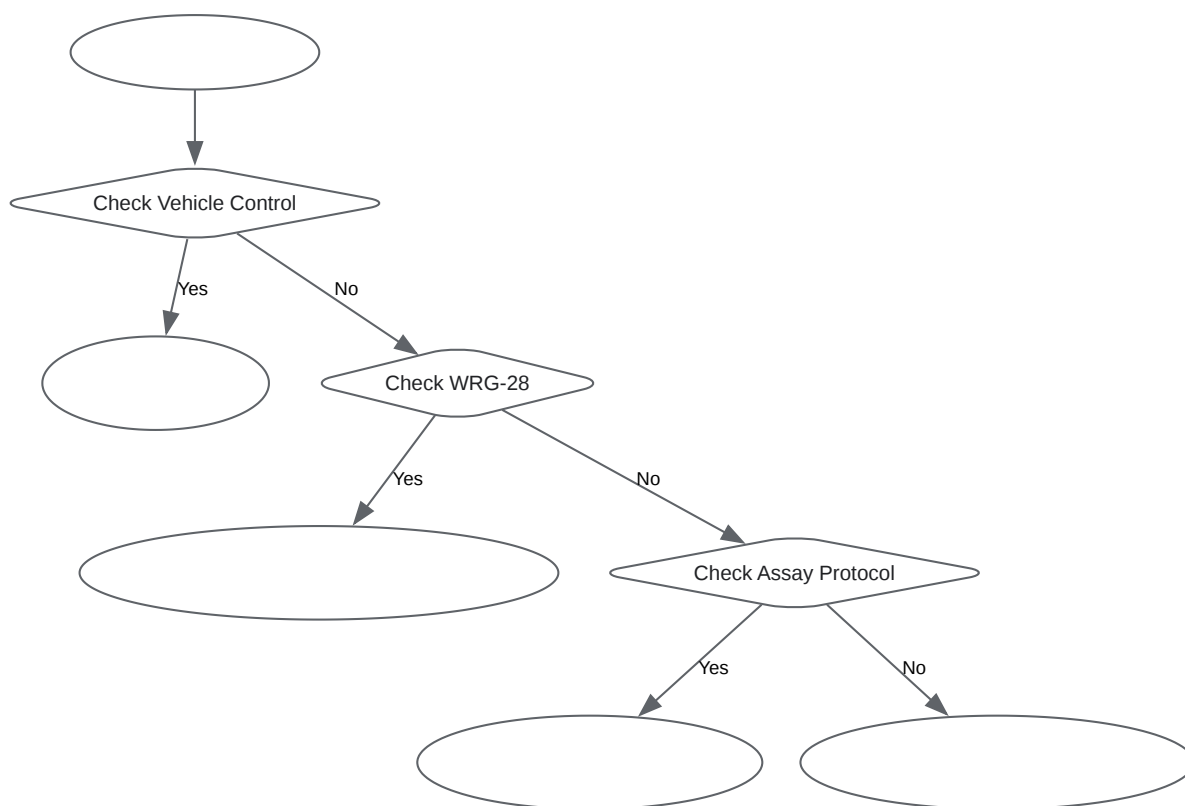 Check Vehicle Control
Yes
No
Check WRG-28
Yes
No
Check Assay Protocol
Yes
No